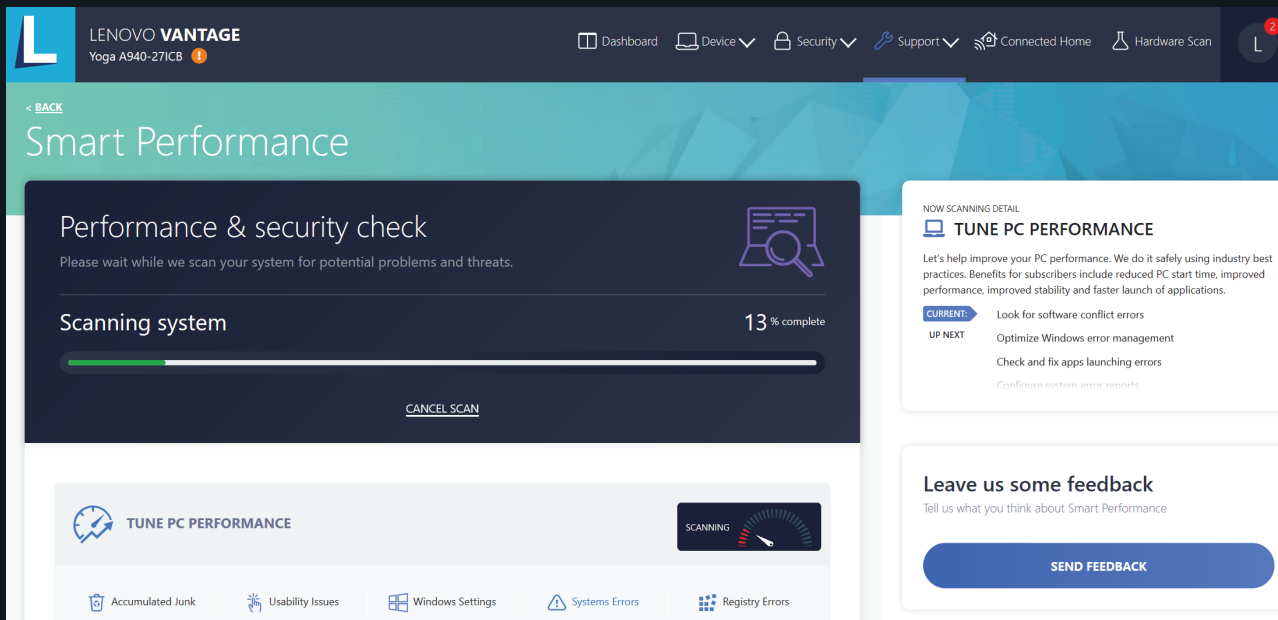 L
LENOVO VANTAGE
Yoga A940-27ICB !
Dashboard
Device
Security
Support
Connected Home
Hardware Scan
L
2
< BACK
Smart Performance
Performance & security check
Please wait while we scan your system for potential problems and threats.
Scanning system
13 % complete
CANCEL SCAN
TUNE PC PERFORMANCE
SCANNING
Accumulated Junk
Usability Issues
Windows Settings
Systems Errors
Registry Errors
NOW SCANNING DETAIL
TUNE PC PERFORMANCE
Let's help improve your PC performance. We do it safely using industry best
practices. Benefits for subscribers include reduced PC start time, improved
performance, improved stability and faster launch of applications.
CURRENT: Look for software conflict errors
UP NEXT Optimize Windows error management
Check and fix apps launching errors
Configure system error reports
Leave us some feedback
Tell us what you think about Smart Performance
SEND FEEDBACK